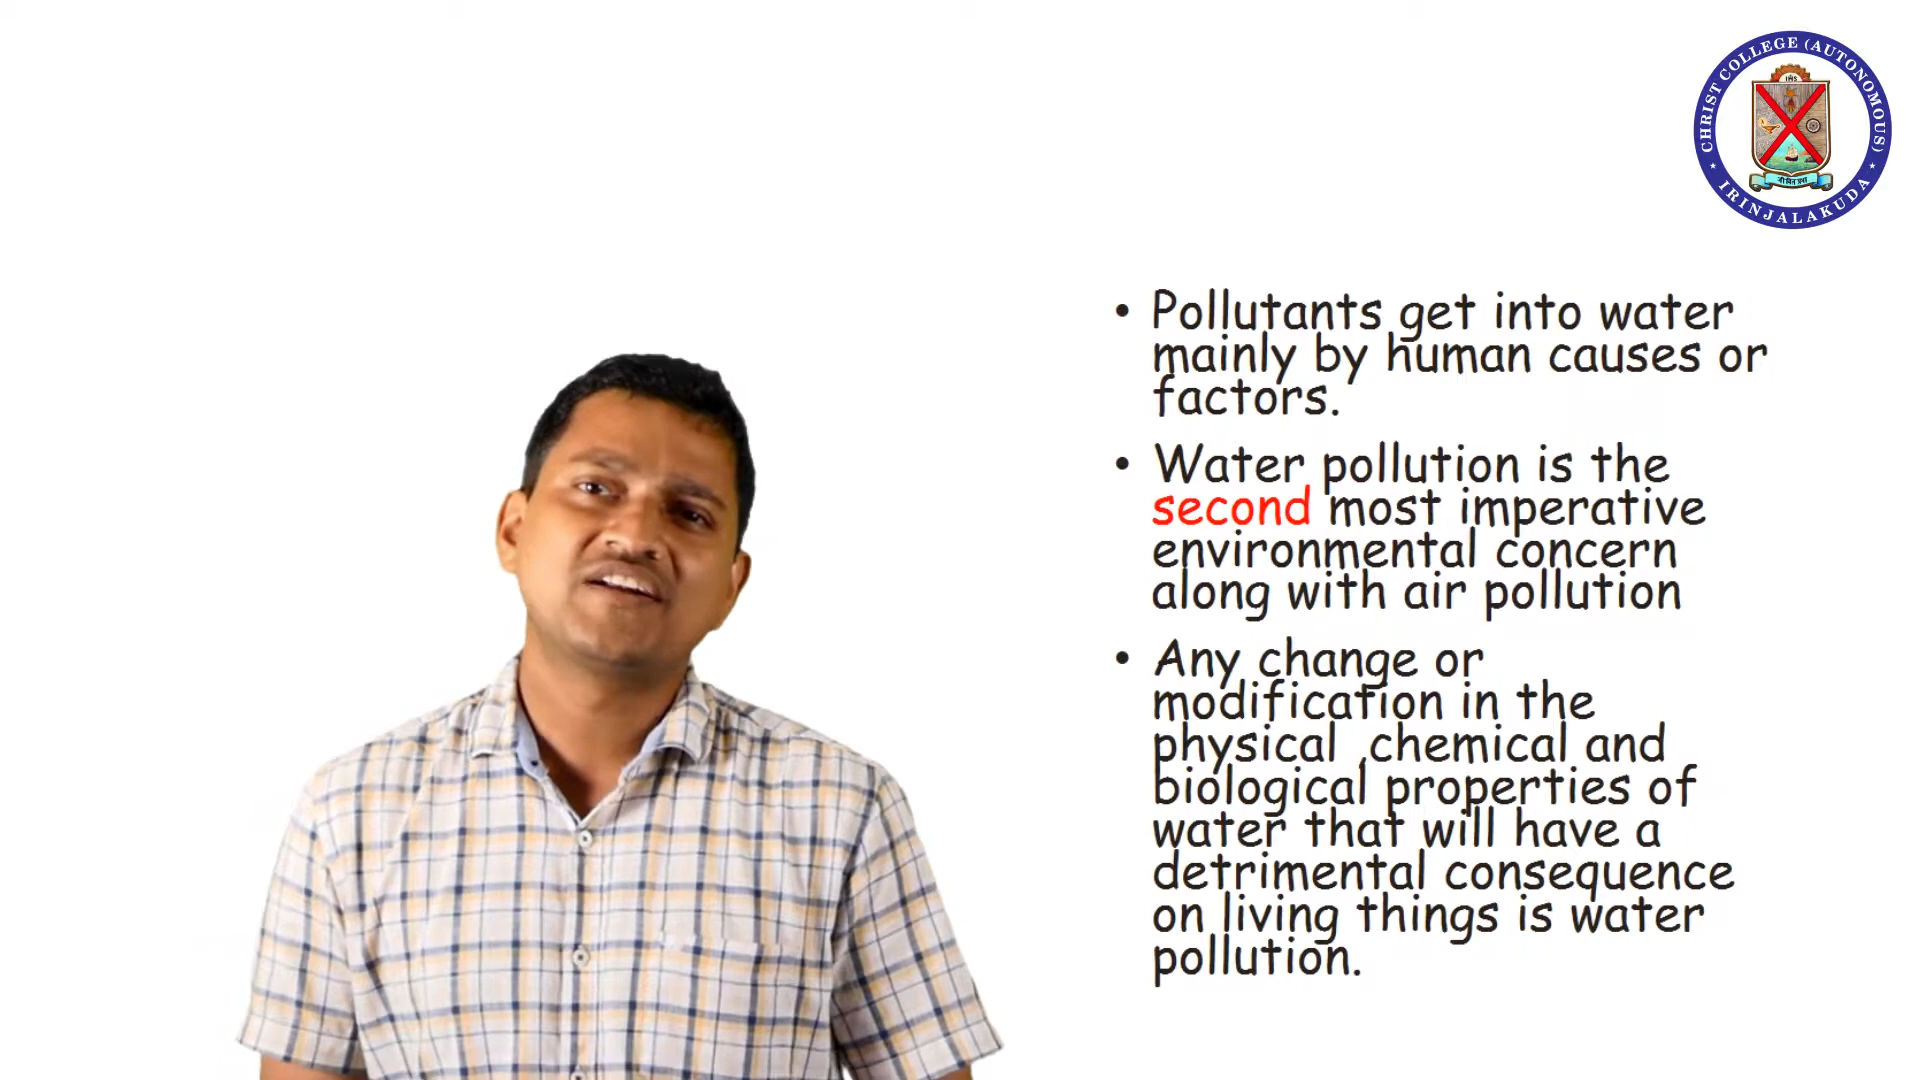 CHRIST COLLEGE (AUTONOMOUS)
IRINJALAKUDA
IHS
• Pollutants get into water
mainly by human causes or
factors.
• Water pollution is the
second most imperative
environmental concern
along with air pollution
• Any change or
modification in the
physical ,chemical and
biological properties of
water that will have a
detrimental consequence
on living things is water
pollution.